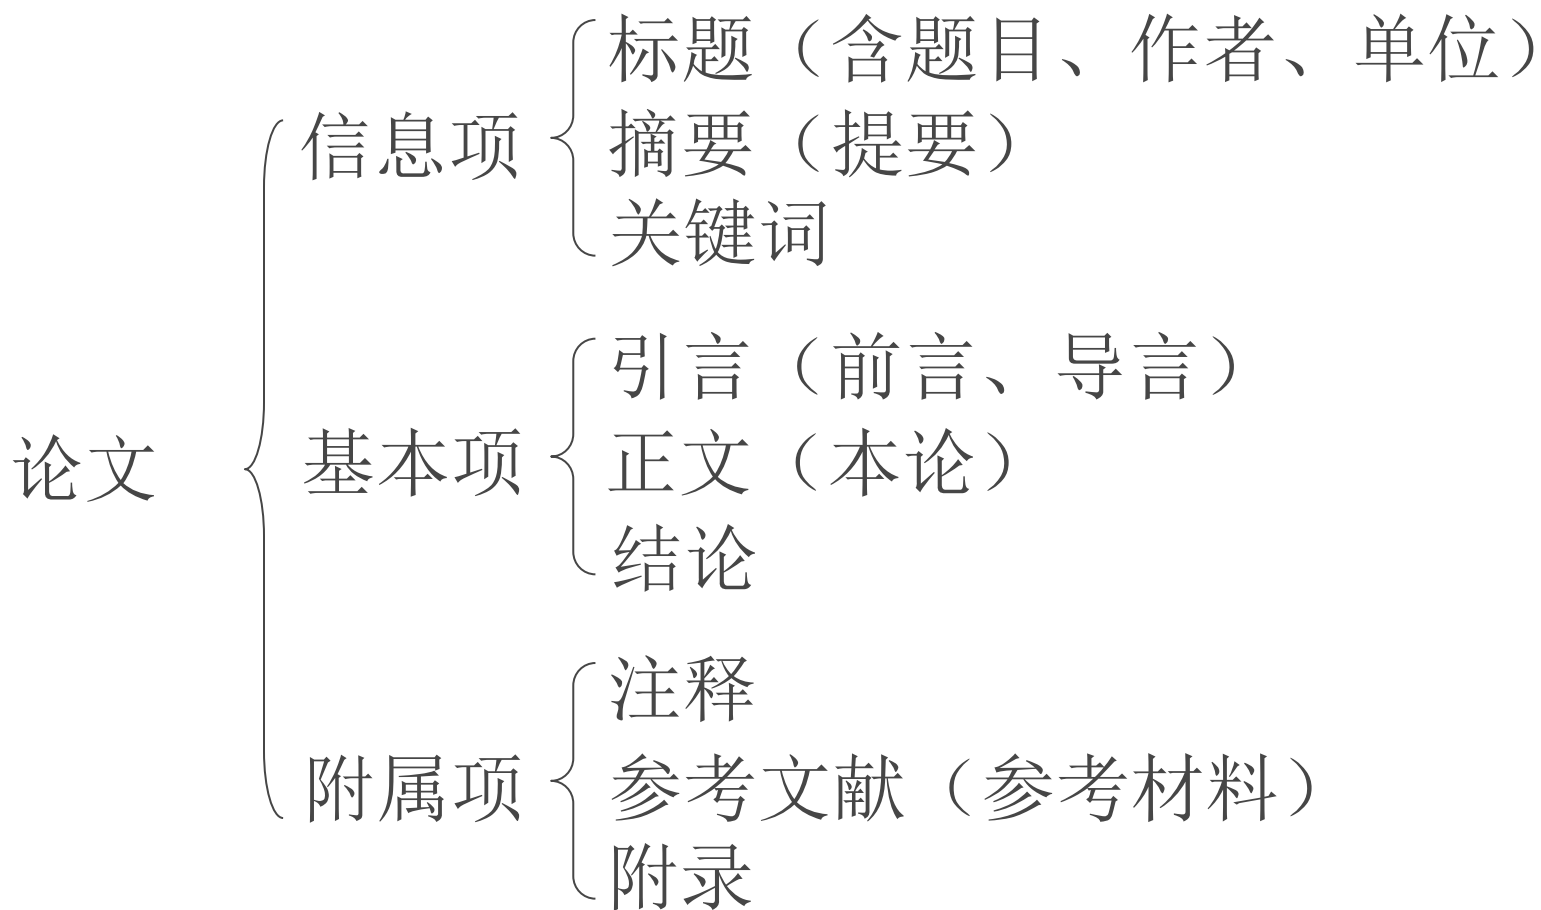 论文
信息项
标题（含题目、作者、单位）
摘要（提要）
关键词
基本项
引言（前言、导言）
正文（本论）
结论
附属项
注释
参考文献（参考材料）
附录